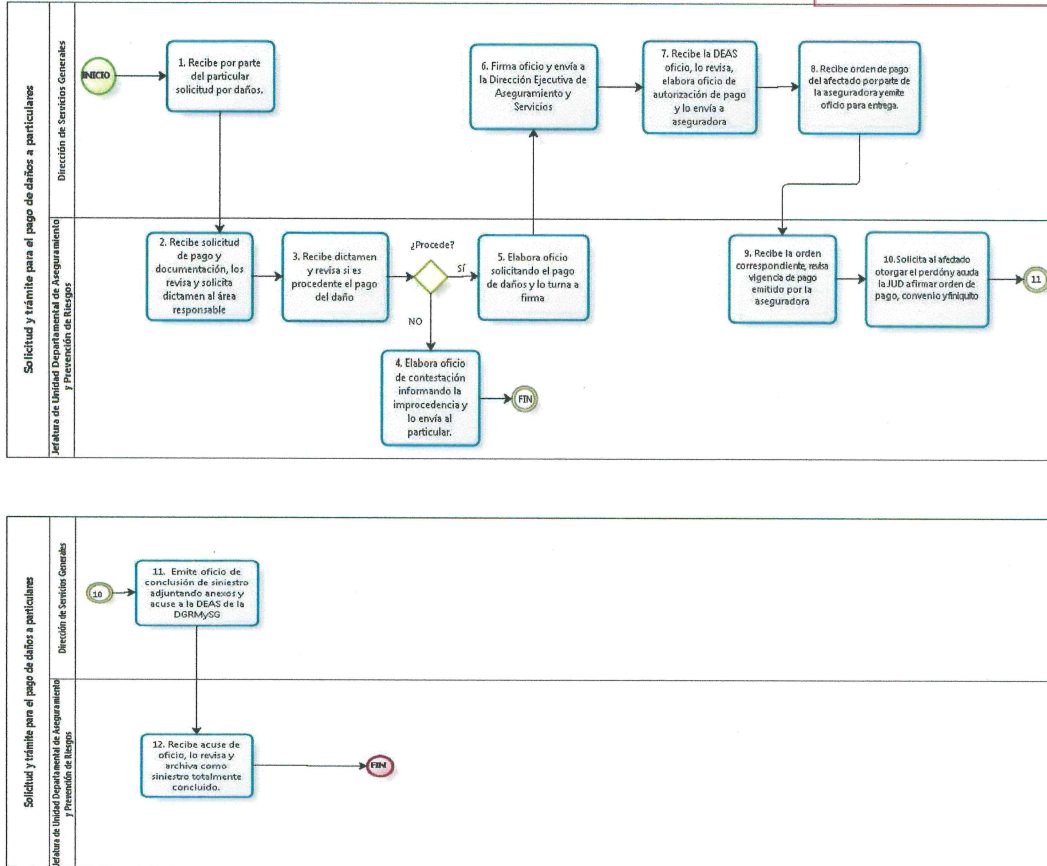 Solicitud y trámite para el pago de daños a particulares
Dirección de Servicios Generales
INICIO
1. Recibe por parte
del particular
solicitud por daños.
6. Firma oficio y envía a
la Dirección Ejecutiva de
Aseguramiento y
Servicios
7. Recibe la DEAS
oficio, lo revisa,
elabora oficio de
autorización de pago
y lo envía a
aseguradora
8. Recibe orden de pago
del afectado por parte de
la aseguradora y emite
oficio para entrega.
Jefatura de Unidad Departamental de Aseguramiento
y Prevención de Riesgos
2. Recibe solicitud
de pago y
documentación, los
revisa y solicita
dictamen al área
responsable
3. Recibe dictamen
y revisa si es
procedente el pago
del daño
¿Procede?
SÍ
NO
5. Elabora oficio
solicitando el pago
de daños y lo turna a
firma
9. Recibe la orden
correspondiente, revisa
vigencia de pago
emitido por la
aseguradora
10. Solicita al afectado
otorgar el perdón y acuda
la JUD a firmar orden de
pago, convenio y finiquito
11
4. Elabora oficio
de contestación
informando la
improcedencia y
lo envía al
particular.
FIN
Solicitud y trámite para el pago de daños a particulares
Dirección de Servicios Generales
10
11. Emite oficio de
conclusión de siniestro
adjuntando anexos y
acuse a la DEAS de la
DGRMySG
Jefatura de Unidad Departamental de Aseguramiento
y Prevención de Riesgos
12. Recibe acuse de
oficio, lo revisa y
archiva como
siniestro totalmente
concluido.
FIN